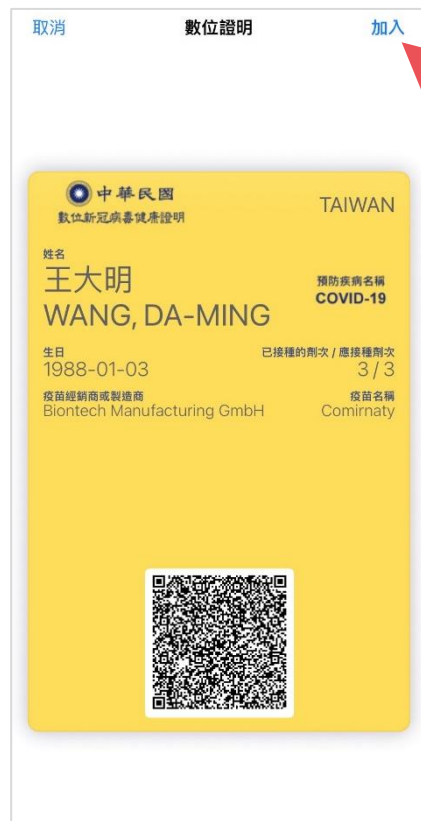 取消 數位證明 加入
中華民國 TAIWAN
數位新冠病毒健康證明
姓名
王大明
WANG, DA-MING
預防疾病名稱
COVID-19
生日
1988-01-03
已接種的劑次 / 應接種劑次
3 / 3
疫苗經銷商或製造商
Biontech Manufacturing GmbH
疫苗名稱
Comirnaty